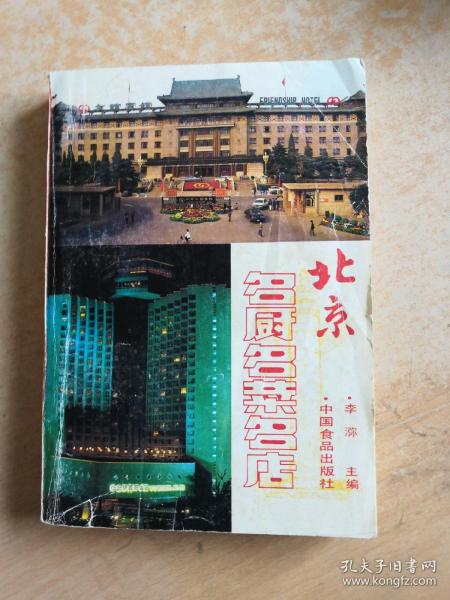 友谊宾馆
FRIENDSHIP HOTEL
北京
名厨名菜名店
·李弥 主编
·中国食品出版社
孔夫子旧书网
www.kongfz.com